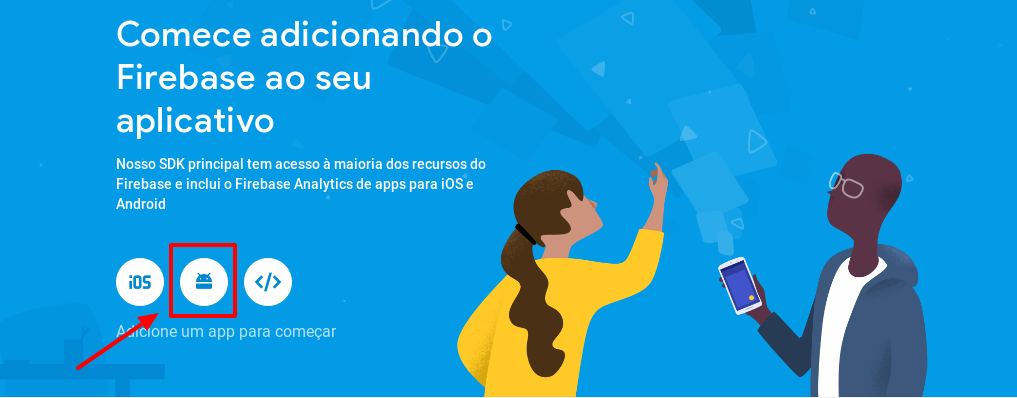 Comece adicionando o
Firebase ao seu
aplicativo
Nosso SDK principal tem acesso à maioria dos recursos do
Firebase e inclui o Firebase Analytics de apps para iOS e
Android
iOS
</>
Adicione um app para começar